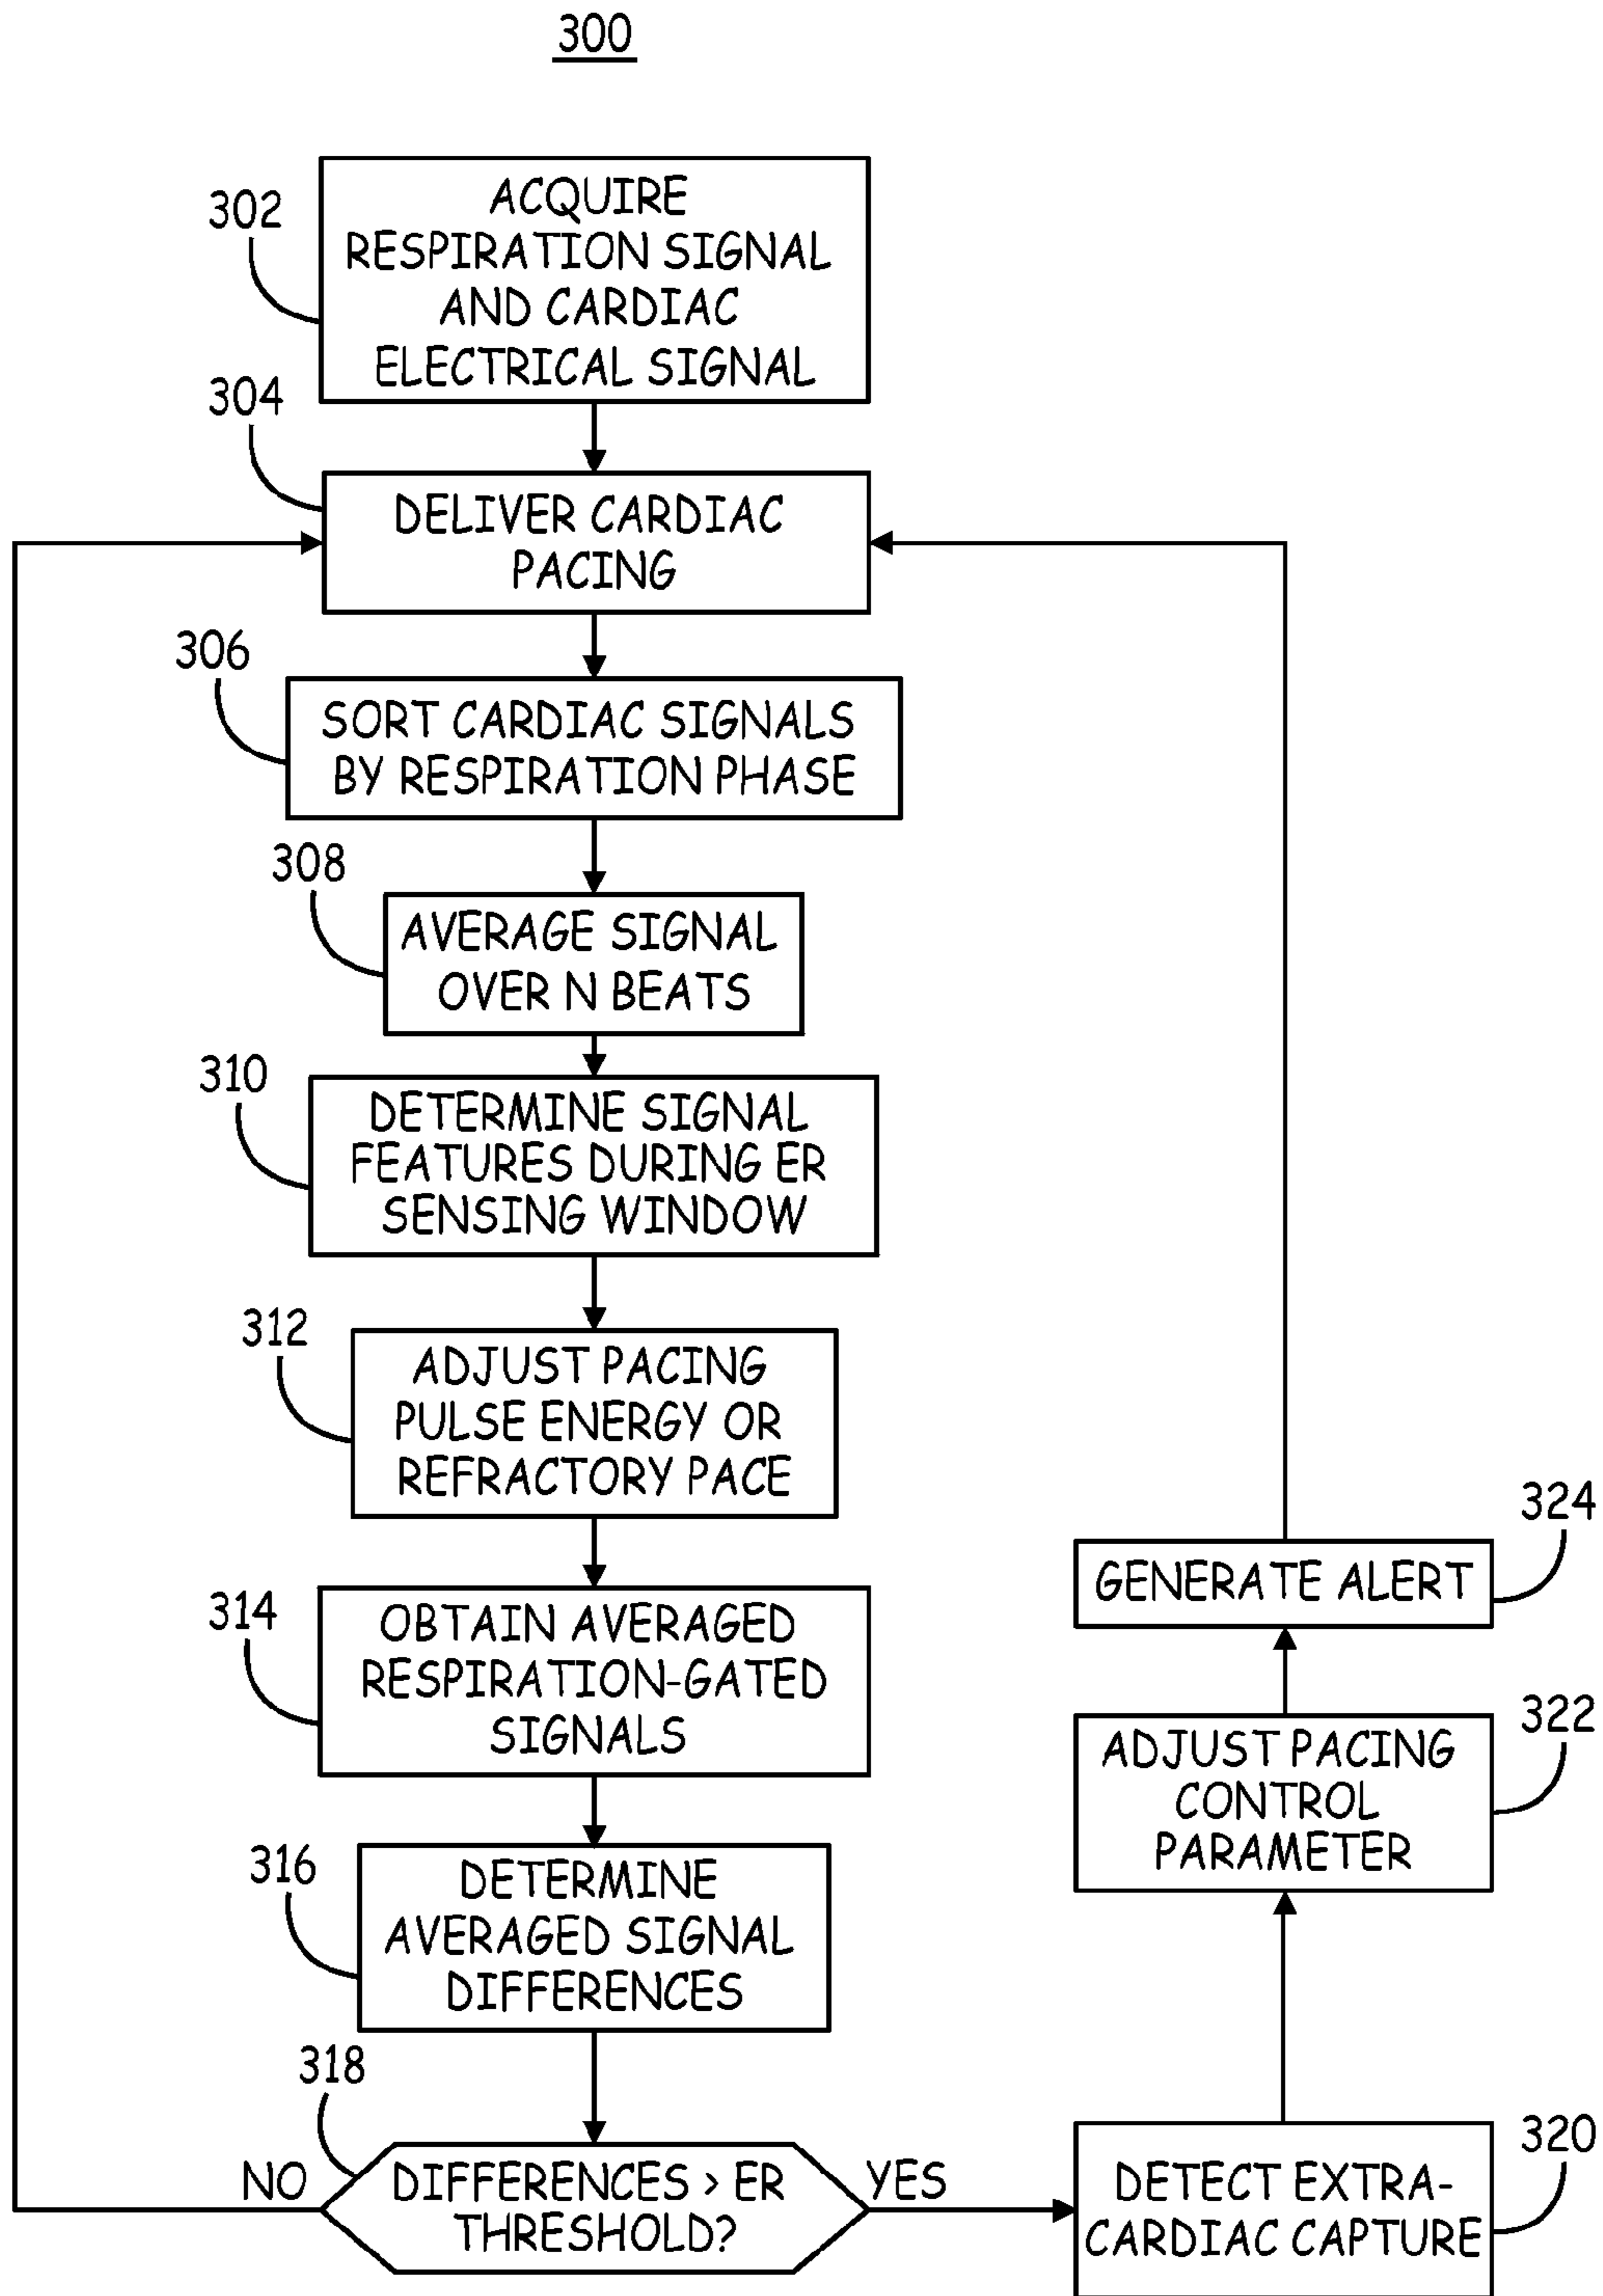 300
302
ACQUIRE
RESPIRATION SIGNAL
AND CARDIAC
ELECTRICAL SIGNAL
304
DELIVER CARDIAC
PACING
306
SORT CARDIAC SIGNALS
BY RESPIRATION PHASE
308
AVERAGE SIGNAL
OVER N BEATS
310
DETERMINE SIGNAL
FEATURES DURING ER
SENSING WINDOW
312
ADJUST PACING
PULSE ENERGY OR
REFRACTORY PACE
314
OBTAIN AVERAGED
RESPIRATION-GATED
SIGNALS
316
DETERMINE
AVERAGED SIGNAL
DIFFERENCES
318
NO
DIFFERENCES > ER
THRESHOLD?
YES
320
DETECT EXTRA-
CARDIAC CAPTURE
322
ADJUST PACING
CONTROL
PARAMETER
324
GENERATE ALERT